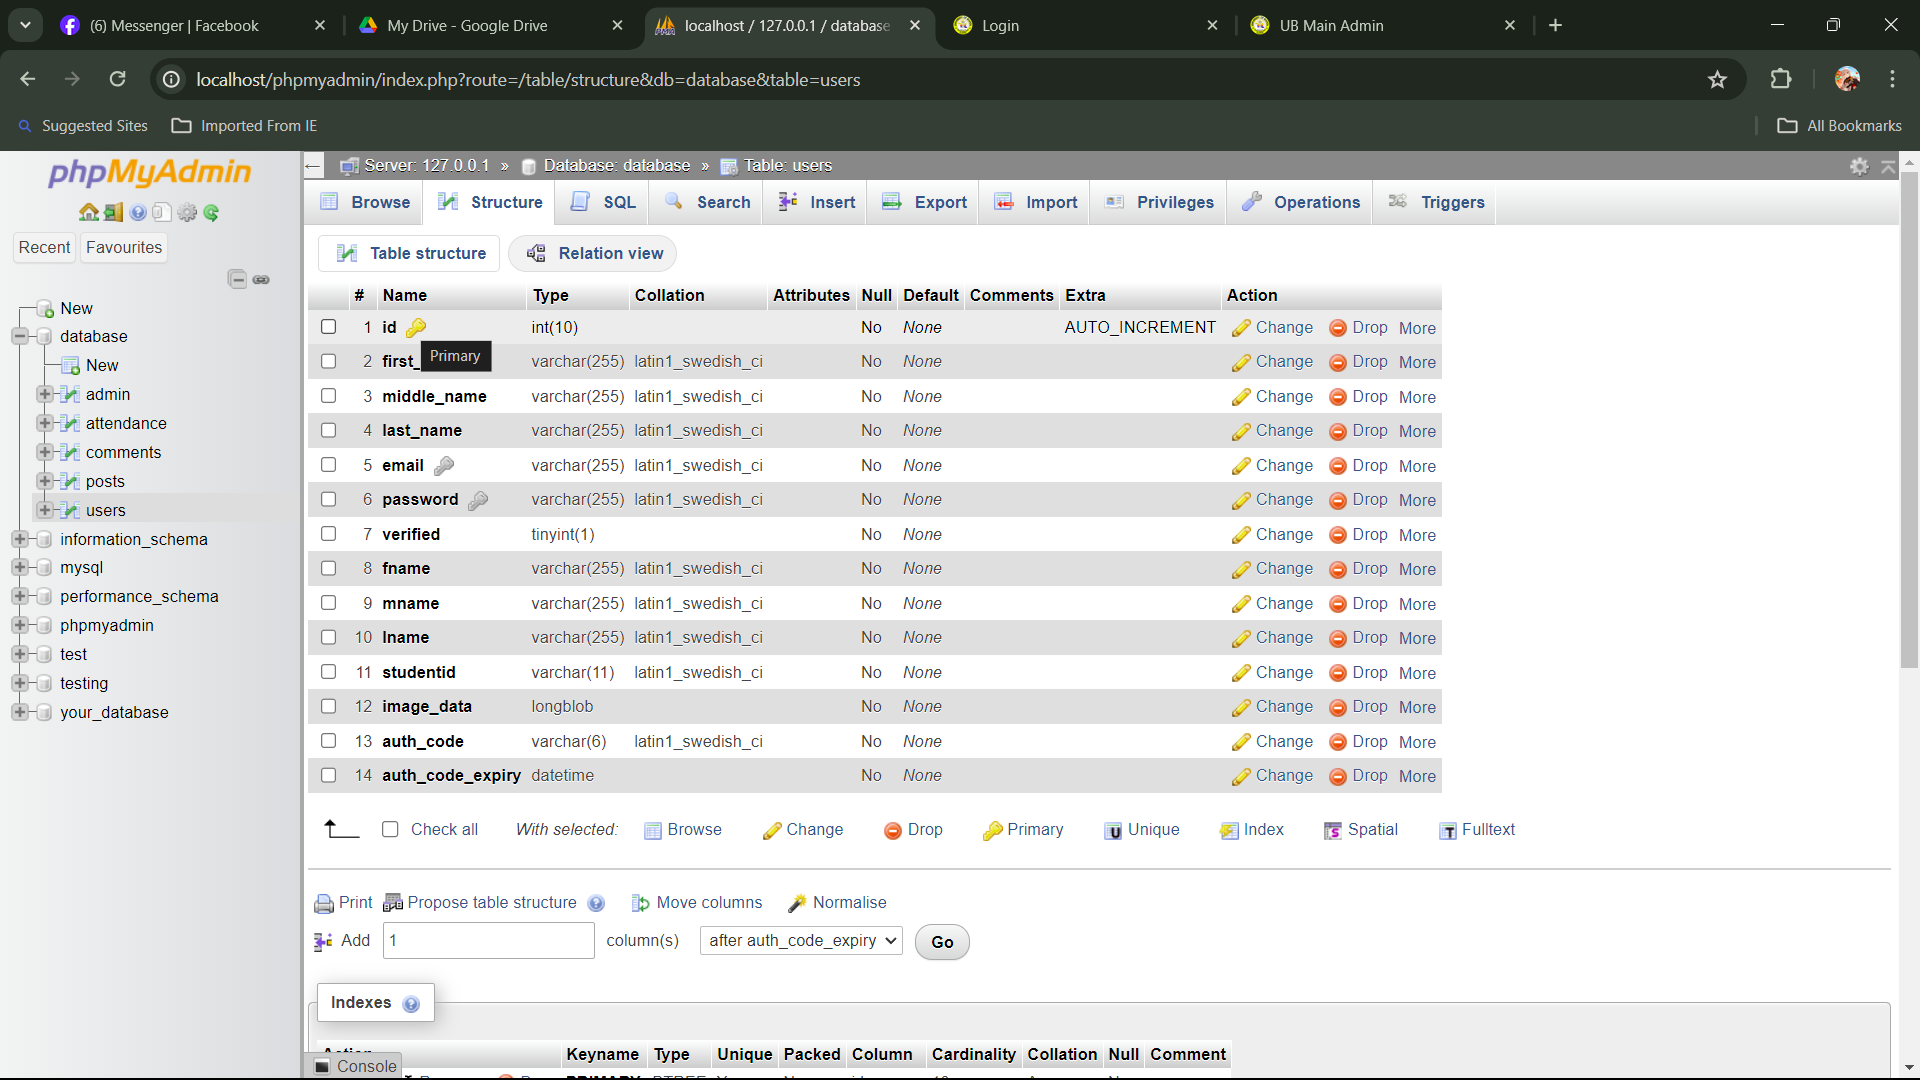 (6) Messenger | Facebook
My Drive - Google Drive
localhost / 127.0.0.1 / database
Login
UB Main Admin
localhost/phpmyadmin/index.php?route=/table/structure&db=database&table=users
Suggested Sites
Imported From IE
All Bookmarks
phpMyAdmin
Recent
Favourites
New
database
New
admin
attendance
comments
posts
users
information_schema
mysql
performance_schema
phpmyadmin
test
testing
your_database
Server: 127.0.0.1 » Database: database » Table: users
Browse Structure SQL Search Insert Export Import Privileges Operations Triggers
Table structure Relation view
# Name Type Collation Attributes Null Default Comments Extra Action
1 id int(10) No None AUTO_INCREMENT Change Drop More
Primary
2 first_ varchar(255) latin1_swedish_ci No None Change Drop More
3 middle_name varchar(255) latin1_swedish_ci No None Change Drop More
4 last_name varchar(255) latin1_swedish_ci No None Change Drop More
5 email varchar(255) latin1_swedish_ci No None Change Drop More
6 password varchar(255) latin1_swedish_ci No None Change Drop More
7 verified tinyint(1) No None Change Drop More
8 fname varchar(255) latin1_swedish_ci No None Change Drop More
9 mname varchar(255) latin1_swedish_ci No None Change Drop More
10 lname varchar(255) latin1_swedish_ci No None Change Drop More
11 studentid varchar(11) latin1_swedish_ci No None Change Drop More
12 image_data longblob No None Change Drop More
13 auth_code varchar(6) latin1_swedish_ci No None Change Drop More
14 auth_code_expiry datetime No None Change Drop More
Check all With selected: Browse Change Drop Primary Unique Index Spatial Fulltext
Print Propose table structure Move columns Normalise
Add 1 column(s) after auth_code_expiry Go
Indexes
Keyname Type Unique Packed Column Cardinality Collation Null Comment
Console